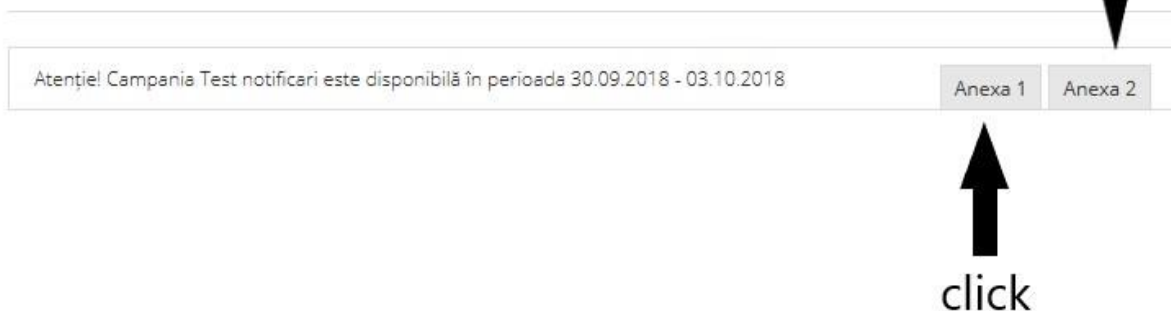 Atenție! Campania Test notificari este disponibilă în perioada 30.09.2018 - 03.10.2018
Anexa 1
Anexa 2
click